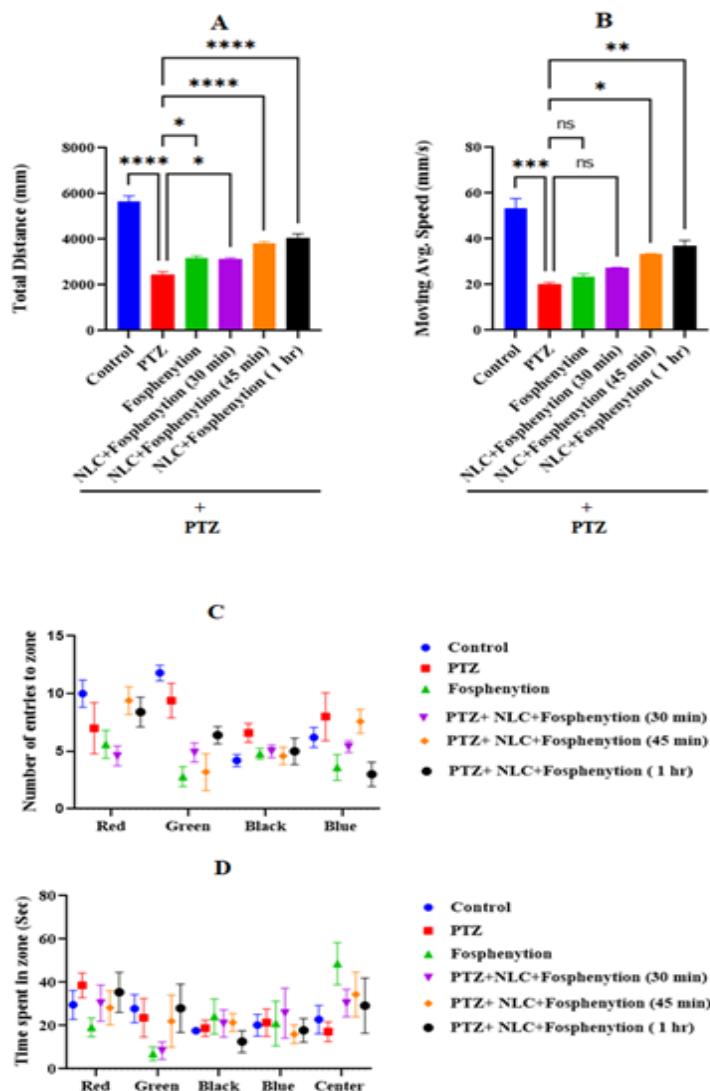 A
****
****
*
****
*
8000
6000
4000
2000
0
Total Distance (mm)
Control
PTZ
Fosphenytion
NLC+Fosphenytion (30 min)
NLC+Fosphenytion (45 min)
NLC+Fosphenytion ( 1 hr)
+
PTZ
B
**
*
ns
***
ns
80
60
40
20
0
Moving Avg. Speed (mm/s)
Control
PTZ
Fosphenytion
NLC+Fosphenytion (30 min)
NLC+Fosphenytion (45 min)
NLC+Fosphenytion ( 1 hr)
+
PTZ
C
15
10
5
0
Number of entries to zone
Red
Green
Black
Blue
Control
PTZ
Fosphenytion
PTZ+ NLC+Fosphenytion (30 min)
PTZ+ NLC+Fosphenytion (45 min)
PTZ+ NLC+Fosphenytion ( 1 hr)
D
80
60
40
20
0
Time spent in zone (Sec)
Red
Green
Black
Blue
Center
Control
PTZ
Fosphenytion
PTZ+NLC+Fosphenytion (30 min)
PTZ+ NLC+Fosphenytion (45 min)
PTZ+ NLC+Fosphenytion ( 1 hr)